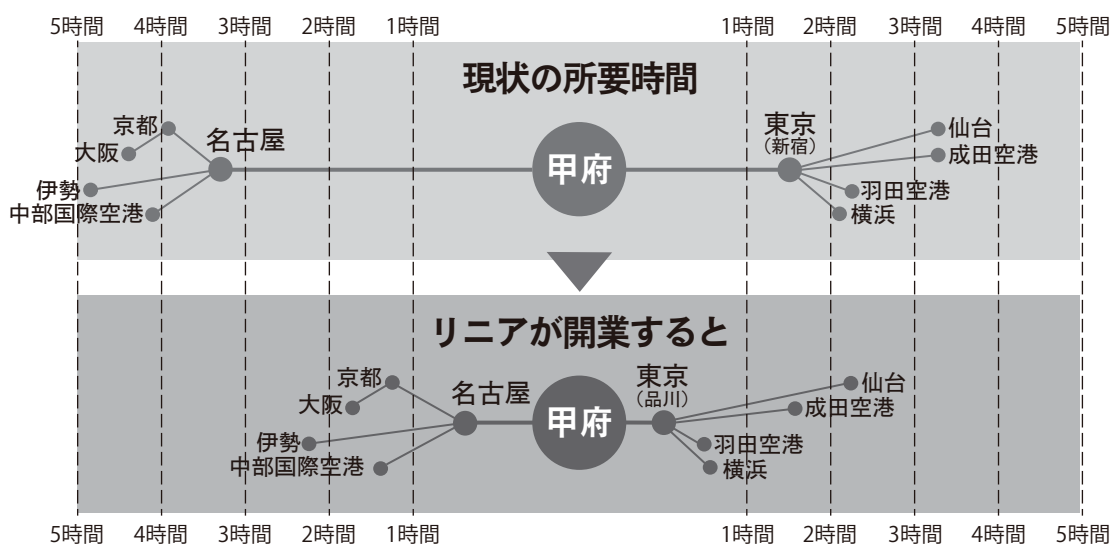 5時間 4時間 3時間 2時間 1時間 1時間 2時間 3時間 4時間 5時間
現状の所要時間
京都
名古屋
大阪
伊勢
中部国際空港
甲府
東京
(新宿)
仙台
成田空港
羽田空港
横浜
リニアが開業すると
京都
名古屋
大阪
伊勢
中部国際空港
甲府
東京
(品川)
仙台
成田空港
羽田空港
横浜
5時間 4時間 3時間 2時間 1時間 1時間 2時間 3時間 4時間 5時間